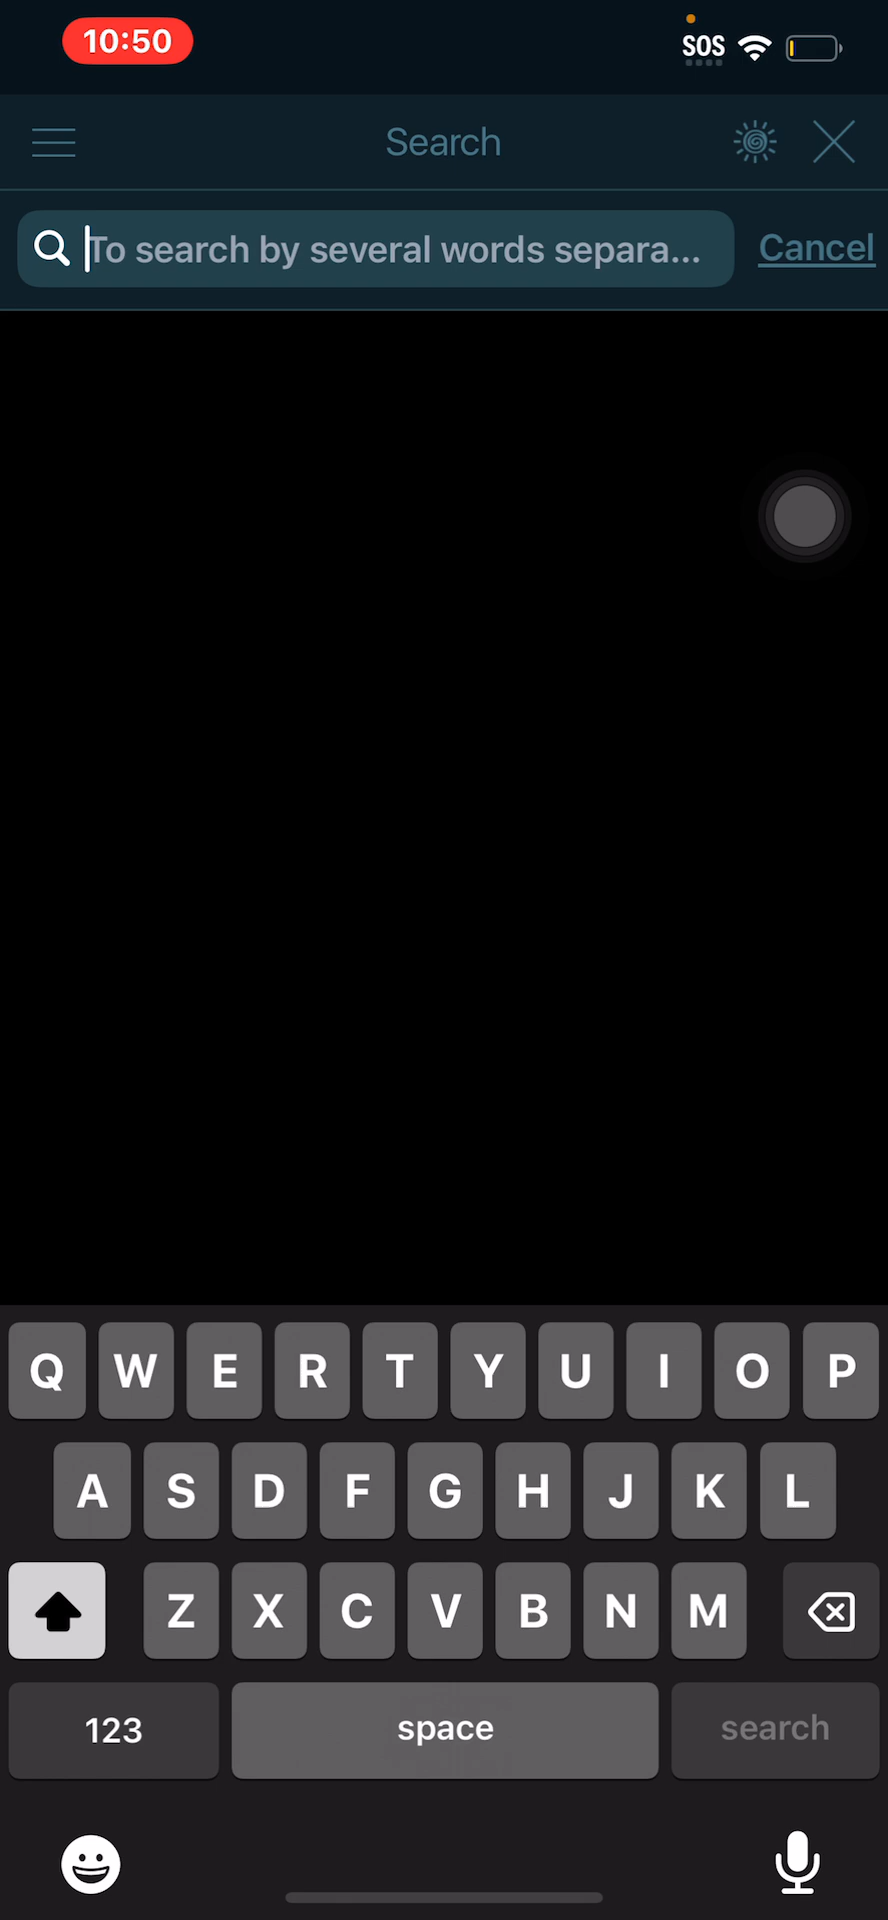 10:50
SOS
Search
To search by several words separa...
Cancel
Q W E R T Y U I O P
A S D F G H J K L
Z X C V B N M
123 space search